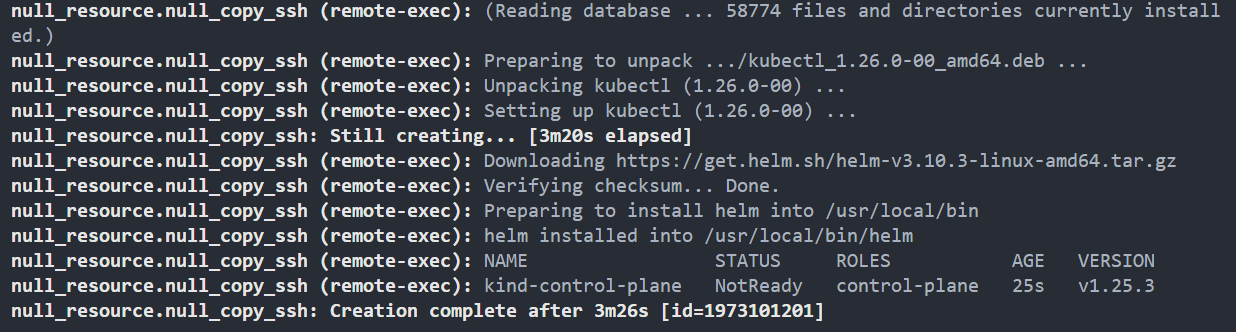 null_resource.null_copy_ssh (remote-exec): (Reading database ... 58774 files and directories currently install
ed.)
null_resource.null_copy_ssh (remote-exec): Preparing to unpack .../kubectl_1.26.0-00_amd64.deb ...
null_resource.null_copy_ssh (remote-exec): Unpacking kubectl (1.26.0-00) ...
null_resource.null_copy_ssh (remote-exec): Setting up kubectl (1.26.0-00) ...
null_resource.null_copy_ssh: Still creating... [3m20s elapsed]
null_resource.null_copy_ssh (remote-exec): Downloading https://get.helm.sh/helm-v3.10.3-linux-amd64.tar.gz
null_resource.null_copy_ssh (remote-exec): Verifying checksum... Done.
null_resource.null_copy_ssh (remote-exec): Preparing to install helm into /usr/local/bin
null_resource.null_copy_ssh (remote-exec): helm installed into /usr/local/bin/helm
null_resource.null_copy_ssh (remote-exec): NAME                 STATUS     ROLES           AGE   VERSION
null_resource.null_copy_ssh (remote-exec): kind-control-plane   NotReady   control-plane   25s   v1.25.3
null_resource.null_copy_ssh: Creation complete after 3m26s [id=1973101201]